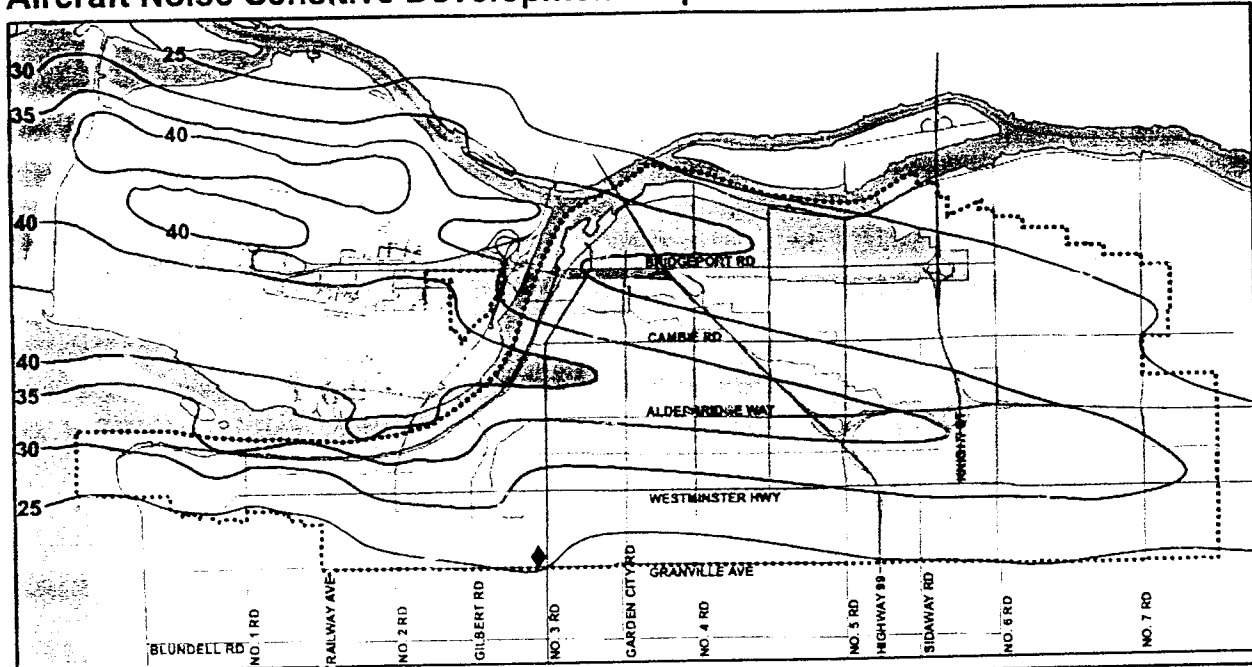 Aircraft Noise Sensitive Development
25
30
35
40
40
40
BRIDGEPORT RD
CAMBIE RD
40
35
ALDERBRIDGE WAY
30
KNIGHT ST
WESTMINSTER HWY
25
GRANVILLE AVE
BLUNDELL RD
NO. 1 RD
RAILWAY AVE
NO. 2 RD
GILBERT RD
NO. 3 RD
GARDEN CITY RD
NO. 4 RD
NO. 5 RD
HIGHWAY 99
SIDAWAY RD
NO. 6 RD
NO. 7 RD